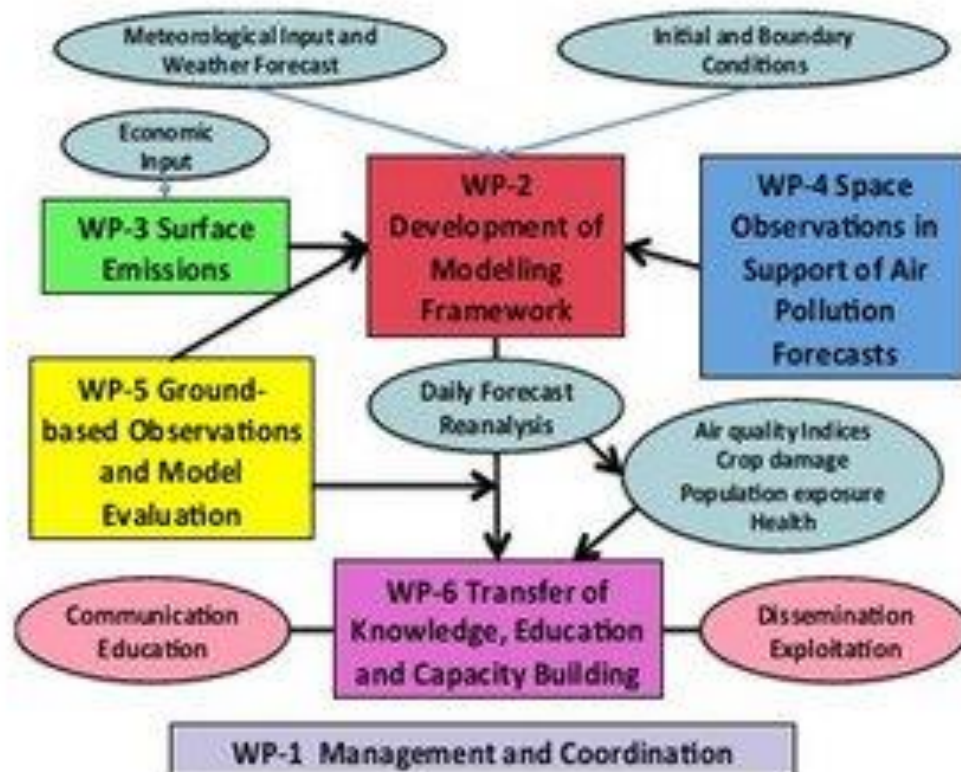 Meteorological Input and
Weather Forecast
Initial and Boundary
Conditions
Economic
Input
WP-3 Surface
Emissions
WP-2
Development of
Modelling
Framework
WP-4 Space
Observations in
Support of Air
Pollution
Forecasts
WP-5 Ground-
based Observations
and Model
Evaluation
Daily Forecast
Reanalysis
Air quality Indices
Crop damage
Population exposure
Health
Communication
Education
WP-6 Transfer of
Knowledge, Education
and Capacity Building
Dissemination
Exploitation
WP-1 Management and Coordination